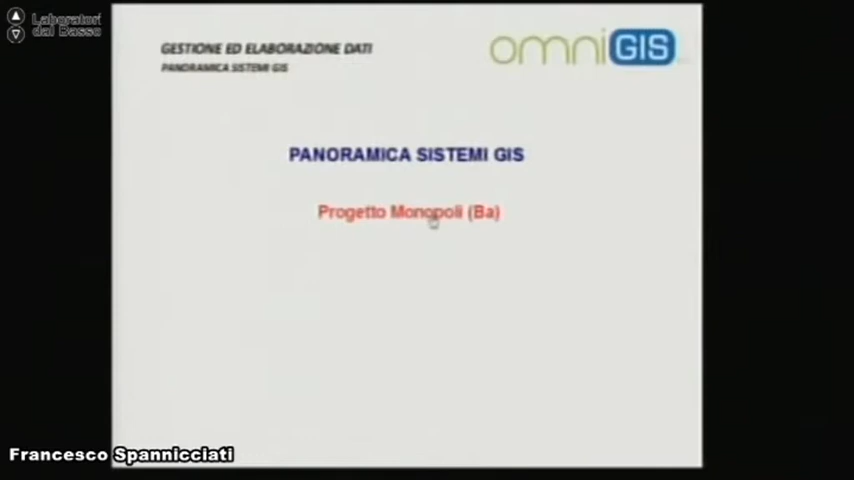 Laboratori
dal Basso
GESTIONE ED ELABORAZIONE DATI
PANORAMICA SISTEMI GIS
omniGIS
PANORAMICA SISTEMI GIS
Progetto Monopoli (Ba)
Francesco Spannicciati